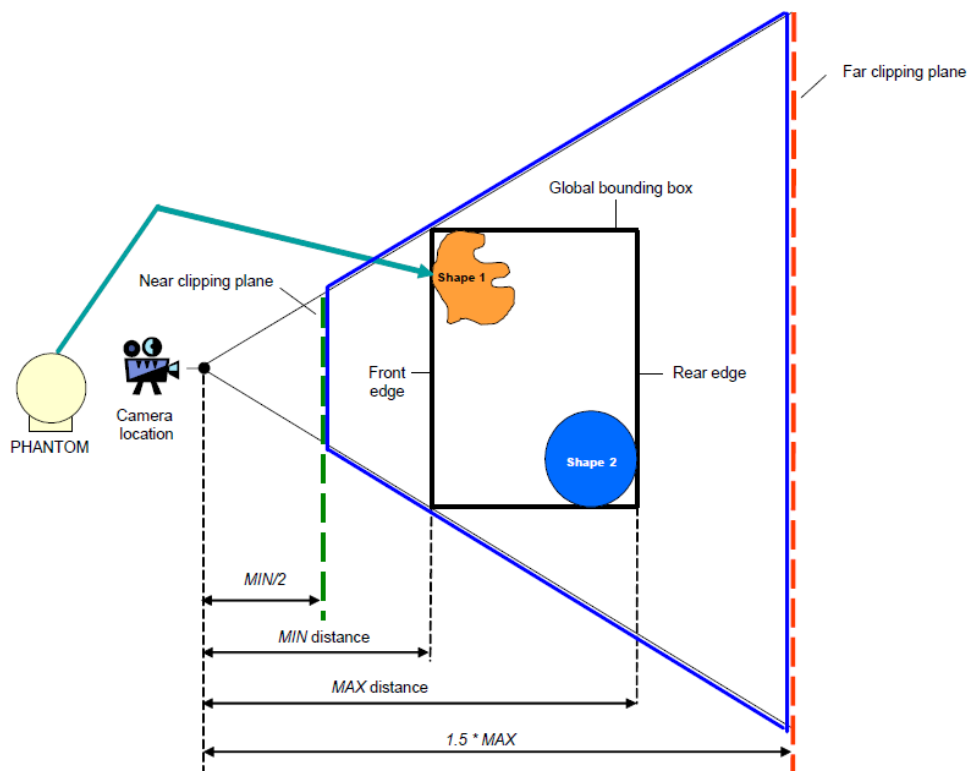 Far clipping plane
Global bounding box
Shape 1
Near clipping plane
Front
edge
Rear edge
Camera
location
PHANTOM
Shape 2
MIN/2
MIN distance
MAX distance
1.5 * MAX